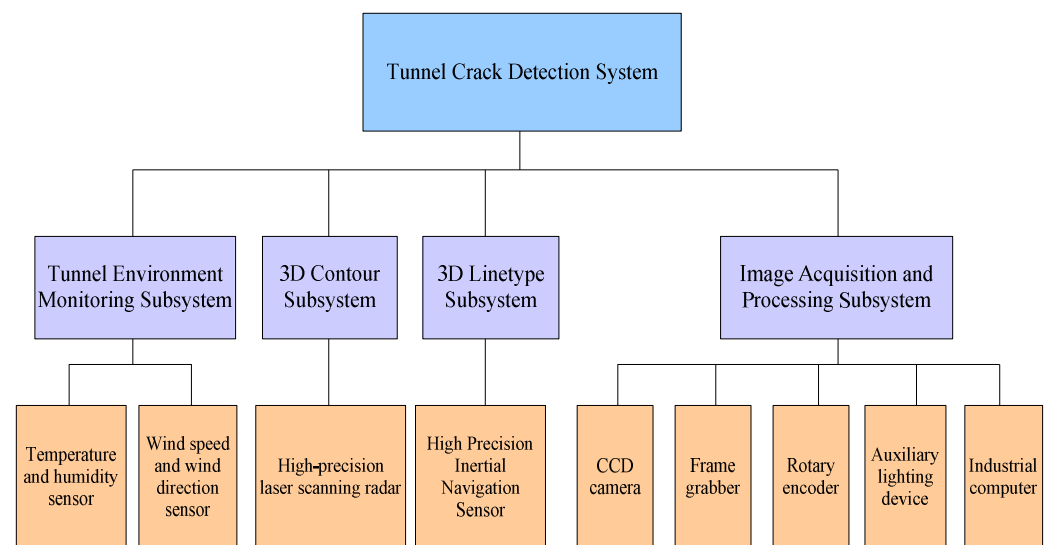 Tunnel Crack Detection System
Tunnel Environment
Monitoring Subsystem
3D Contour
Subsystem
3D Linetype
Subsystem
Image Acquisition and
Processing Subsystem
Temperature
and humidity
sensor
Wind speed
and wind
direction
sensor
High-precision
laser scanning radar
High Precision
Inertial
Navigation
Sensor
CCD
camera
Frame
grabber
Rotary
encoder
Auxiliary
lighting
device
Industrial
computer